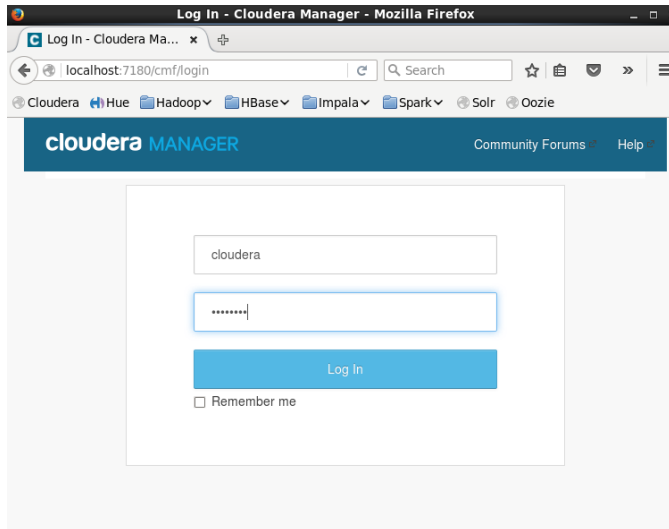 Log In - Cloudera Manager - Mozilla Firefox
C Log In - Cloudera Ma... ×
localhost:7180/cmf/login Search »
Cloudera Hue Hadoop HBase Impala Spark Solr Oozie
cloudera MANAGER Community Forums Help
cloudera
••••••••
Log In
Remember me